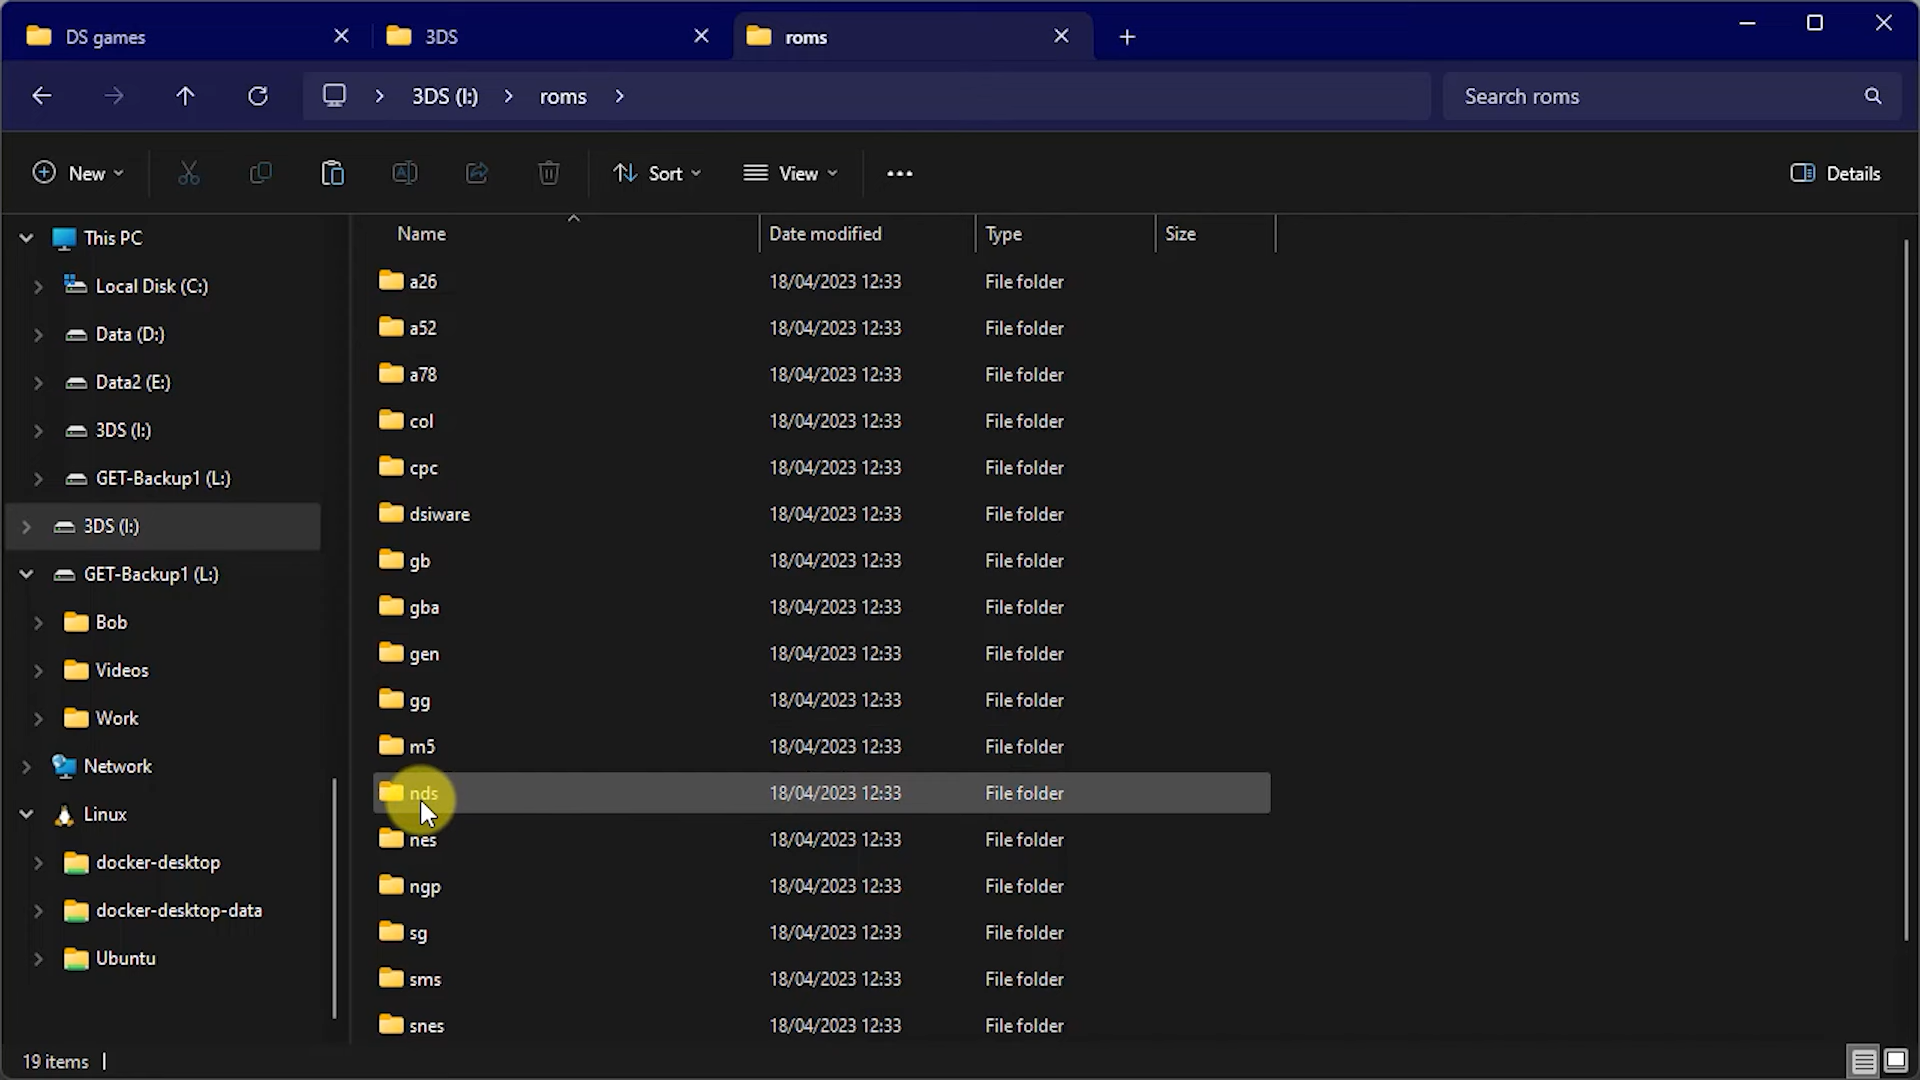 DS games
3DS
roms
3DS (I:)
roms
Search roms
New
Sort
View
Details
Name
Date modified
Type
Size
This PC
Local Disk (C:)
Data (D:)
Data2 (E:)
3DS (I:)
GET-Backup1 (L:)
3DS (I:)
GET-Backup1 (L:)
Bob
Videos
Work
Network
Linux
docker-desktop
docker-desktop-data
Ubuntu
a26 18/04/2023 12:33 File folder
a52 18/04/2023 12:33 File folder
a78 18/04/2023 12:33 File folder
col 18/04/2023 12:33 File folder
cpc 18/04/2023 12:33 File folder
dsiware 18/04/2023 12:33 File folder
gb 18/04/2023 12:33 File folder
gba 18/04/2023 12:33 File folder
gen 18/04/2023 12:33 File folder
gg 18/04/2023 12:33 File folder
m5 18/04/2023 12:33 File folder
nds 18/04/2023 12:33 File folder
nes 18/04/2023 12:33 File folder
ngp 18/04/2023 12:33 File folder
sg 18/04/2023 12:33 File folder
sms 18/04/2023 12:33 File folder
snes 18/04/2023 12:33 File folder
19 items